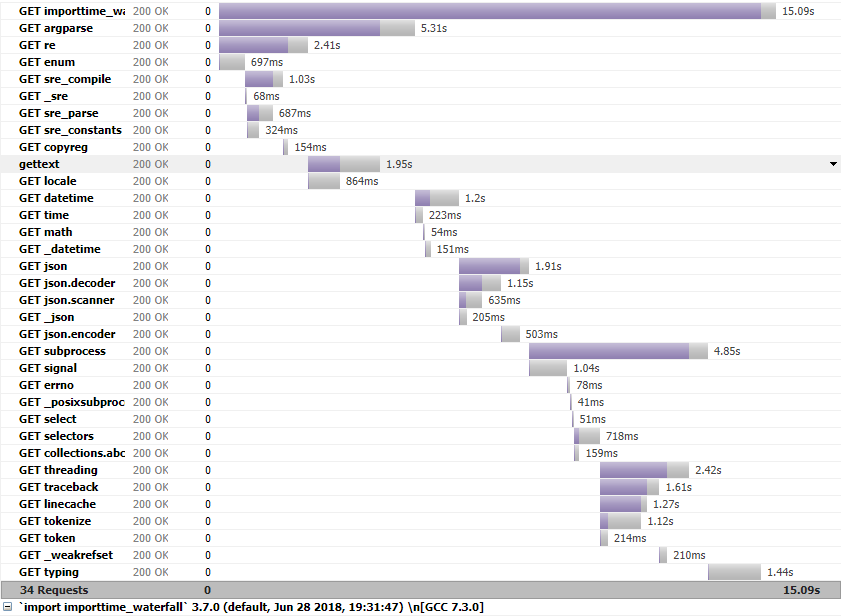 GET importtime_wa 200 OK 0 15.09s
GET argparse 200 OK 0 5.31s
GET re 200 OK 0 2.41s
GET enum 200 OK 0 697ms
GET sre_compile 200 OK 0 1.03s
GET _sre 200 OK 0 68ms
GET sre_parse 200 OK 0 687ms
GET sre_constants 200 OK 0 324ms
GET copyreg 200 OK 0 154ms
gettext 200 OK 0 1.95s
GET locale 200 OK 0 864ms
GET datetime 200 OK 0 1.2s
GET time 200 OK 0 223ms
GET math 200 OK 0 54ms
GET _datetime 200 OK 0 151ms
GET json 200 OK 0 1.91s
GET json.decoder 200 OK 0 1.15s
GET json.scanner 200 OK 0 635ms
GET _json 200 OK 0 205ms
GET json.encoder 200 OK 0 503ms
GET subprocess 200 OK 0 4.85s
GET signal 200 OK 0 1.04s
GET errno 200 OK 0 78ms
GET _posixsubproc 200 OK 0 41ms
GET select 200 OK 0 51ms
GET selectors 200 OK 0 718ms
GET collections.abc 200 OK 0 159ms
GET threading 200 OK 0 2.42s
GET traceback 200 OK 0 1.61s
GET linecache 200 OK 0 1.27s
GET tokenize 200 OK 0 1.12s
GET token 200 OK 0 214ms
GET _weakrefset 200 OK 0 210ms
GET typing 200 OK 0 1.44s
34 Requests 0 15.09s
`import importtime_waterfall` 3.7.0 (default, Jun 28 2018, 19:31:47) \n[GCC 7.3.0]